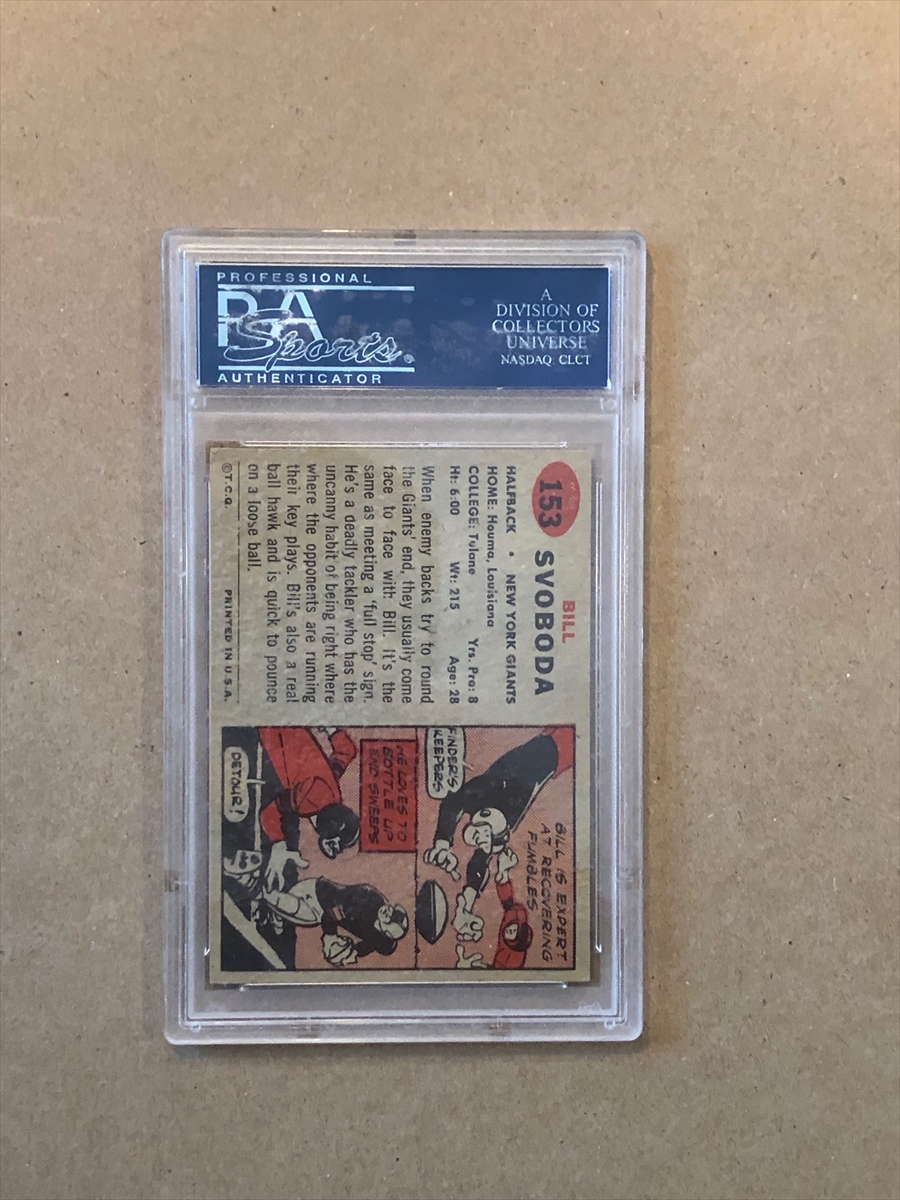 PROFESSIONAL
PSA
Sports
AUTHENTICATOR
A
DIVISION OF
COLLECTORS
UNIVERSE
NASDAQ: CLCT
153
BILL
SVOBODA
HALFBACK • NEW YORK GIANTS
HOME: Houma, Louisiana
COLLEGE: Tulane Yrs. Pro: 8
Ht: 6:00 Wt: 215 Age: 28
When enemy backs try to round
the Giants' end, they usually come
face to face with Bill. It's the
same as meeting a 'full stop' sign.
He's a deadly tackler who has the
uncanny habit of being right where
where the opponents are running
their key plays. Bill's also a real
ball hawk and is quick to pounce
on a loose ball.
©T.C.G. PRINTED IN U.S.A.
BILL IS EXPERT
AT RECOVERING
FUMBLES
FINDER'S
KEEPERS
HE LOVES TO
BOTTLE UP
END SWEEPS
DETOUR!